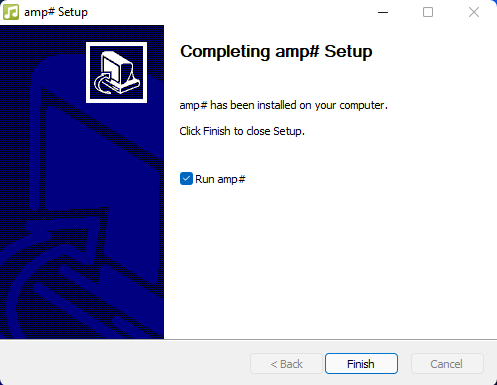 amp# Setup
Completing amp# Setup
amp# has been installed on your computer.
Click Finish to close Setup.
Run amp#
< Back
Finish
Cancel